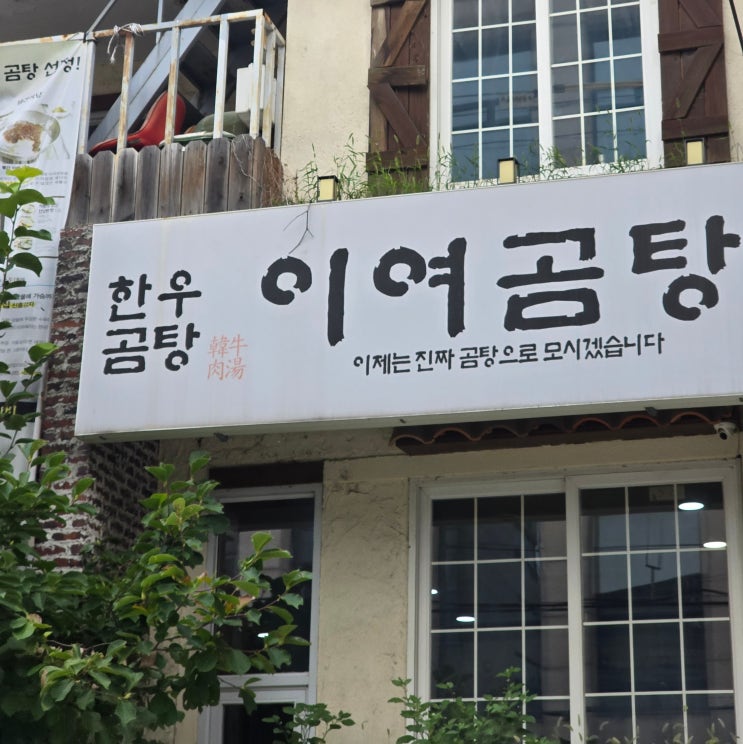 곰탕 선정!
한우
곰탕
韓牛
肉湯
이여곰탕
이제는 진짜 곰탕으로 모시겠습니다